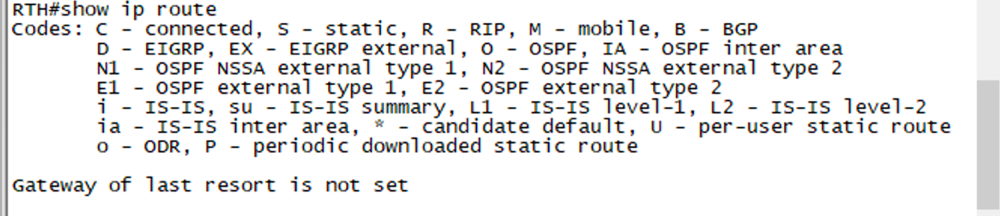 RTH#show ip route
Codes: C - connected, S - static, R - RIP, M - mobile, B - BGP
D - EIGRP, EX - EIGRP external, O - OSPF, IA - OSPF inter area
N1 - OSPF NSSA external type 1, N2 - OSPF NSSA external type 2
E1 - OSPF external type 1, E2 - OSPF external type 2
i - IS-IS, su - IS-IS summary, L1 - IS-IS level-1, L2 - IS-IS level-2
ia - IS-IS inter area, * - candidate default, U - per-user static route
o - ODR, P - periodic downloaded static route
Gateway of last resort is not set